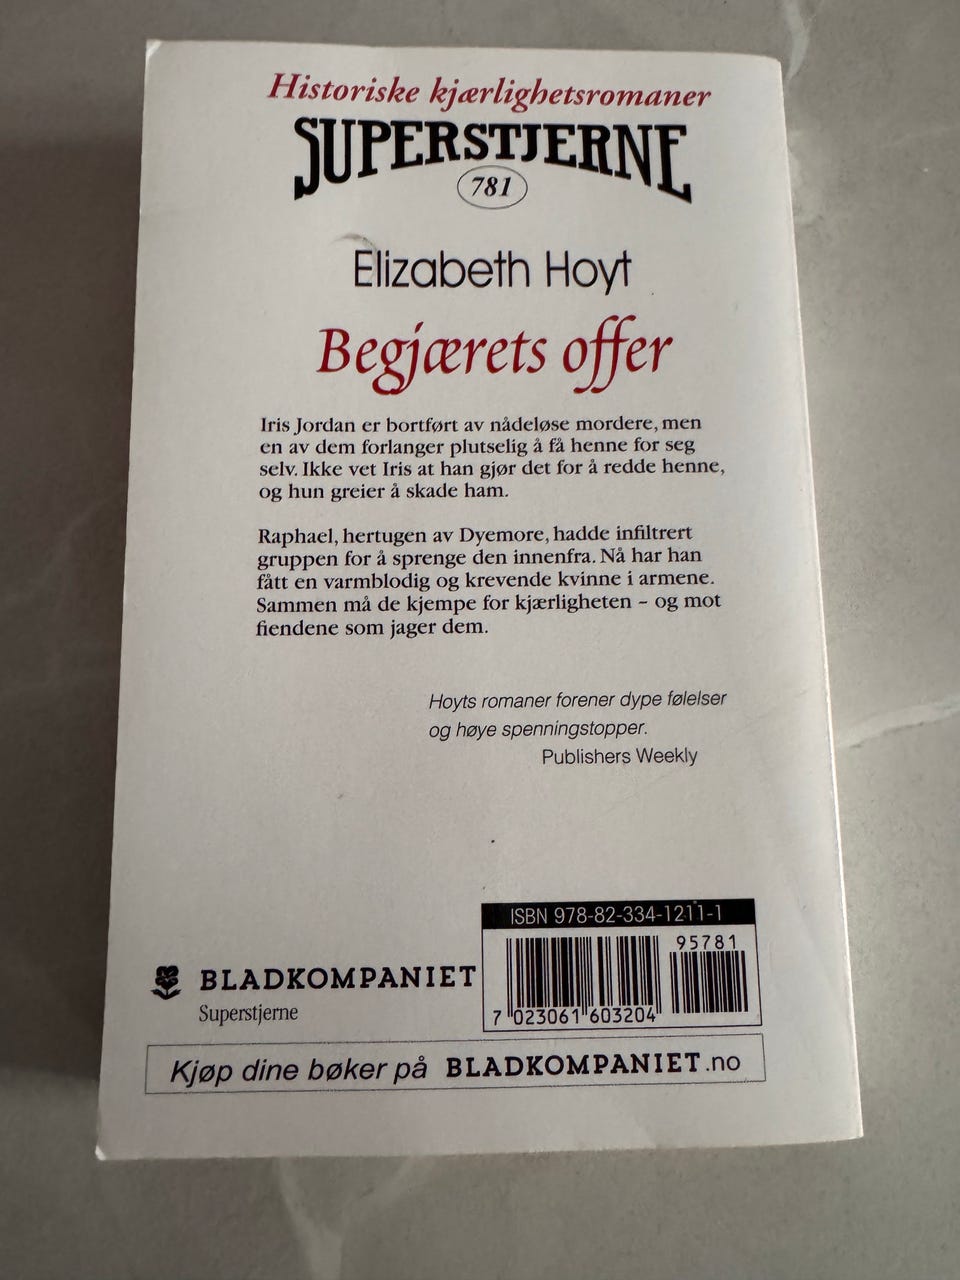 Historiske kjærlighetsromaner
SUPERSTJERNE
781
Elizabeth Hoyt
Begjærets offer
Iris Jordan er bortført av nådeløse mordere, men
en av dem forlanger plutselig å få henne for seg
selv. Ikke vet Iris at han gjør det for å redde henne,
og hun greier å skade ham.
Raphael, hertugen av Dyemore, hadde infiltrert
gruppen for å sprenge den innenfra. Nå har han
fått en varmblodig og krevende kvinne i armene.
Sammen må de kjempe for kjærligheten – og mot
fiendene som jager dem.
Hoyts romaner forener dype følelser
og høye spenningstopper.
Publishers Weekly
ISBN 978-82-334-1211-1
95781
7 023061 603204
BLADKOMPANIET
Superstjerne
Kjøp dine bøker på BLADKOMPANIET.no